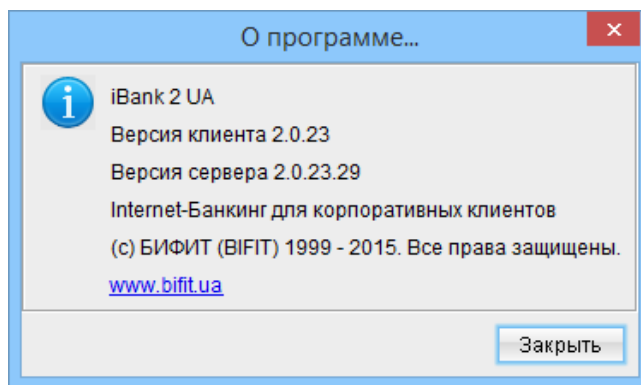 О программе...
iBank 2 UA
Версия клиента 2.0.23
Версия сервера 2.0.23.29
Internet-Банкинг для корпоративных клиентов
(c) БИФИТ (BIFIT) 1999 - 2015. Все права защищены.
www.bifit.ua
Закрыть